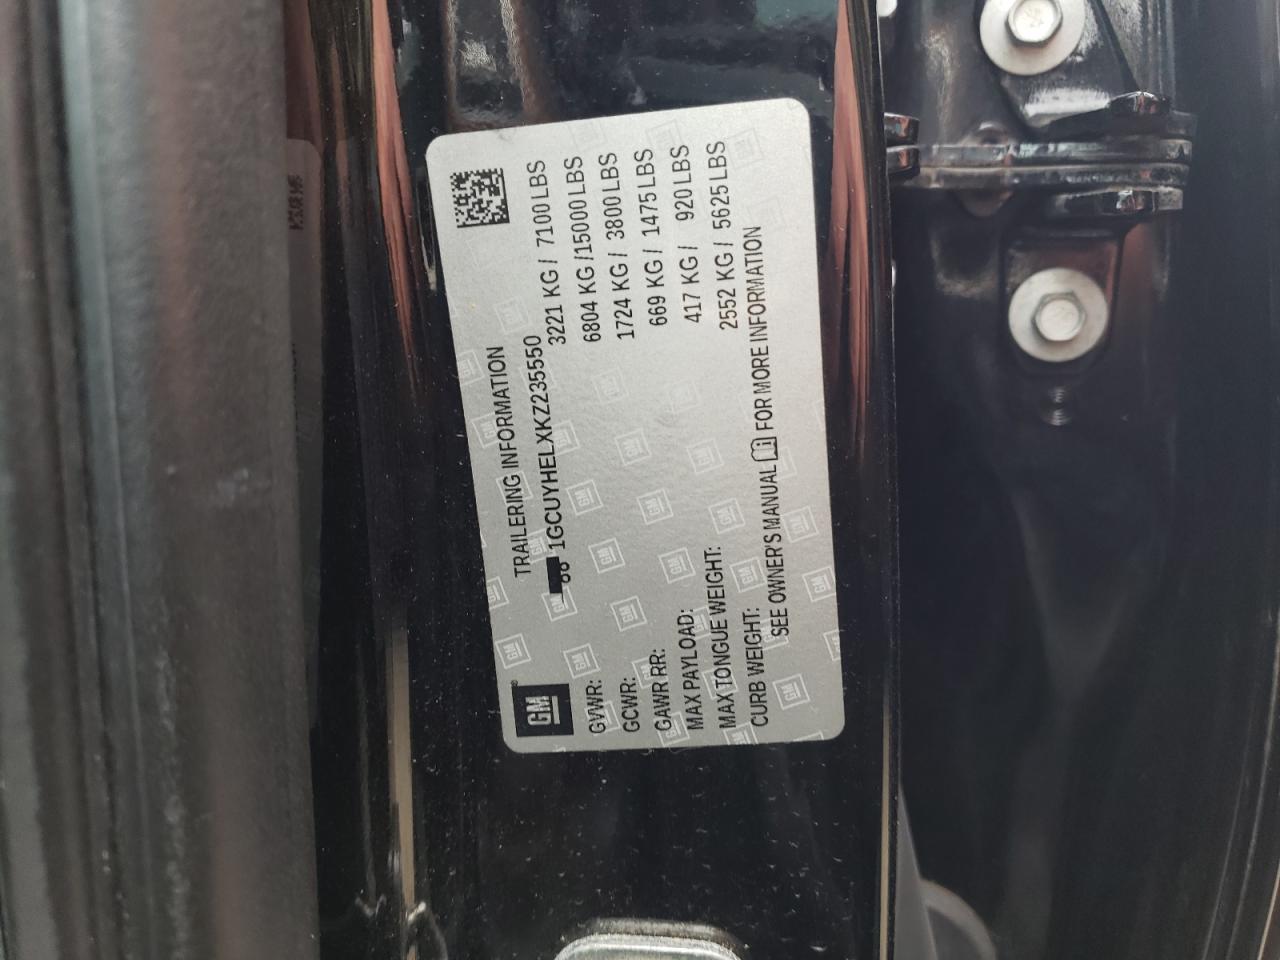 GM
TRAILERING INFORMATION
1GCUYHELXKZ235550
GVWR: 3221 KG / 7100 LBS
GCWR: 6804 KG /15000 LBS
GAWR RR: 1724 KG / 3800 LBS
MAX PAYLOAD: 669 KG / 1475 LBS
MAX TONGUE WEIGHT: 417 KG / 920 LBS
CURB WEIGHT: 2552 KG / 5625 LBS
SEE OWNER'S MANUAL FOR MORE INFORMATION